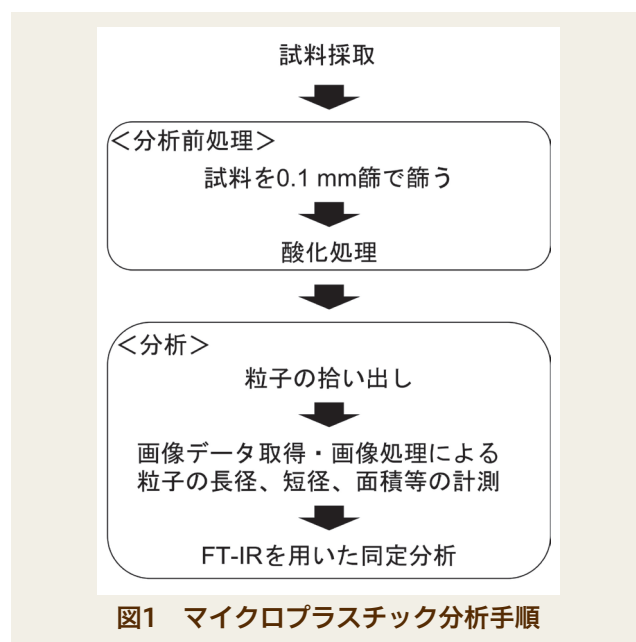 試料採取
＜分析前処理＞
試料を0.1 mm篩で篩う
酸化処理
＜分析＞
粒子の拾い出し
画像データ取得・画像処理による
粒子の長径、短径、面積等の計測
FT-IRを用いた同定分析
図1　マイクロプラスチック分析手順